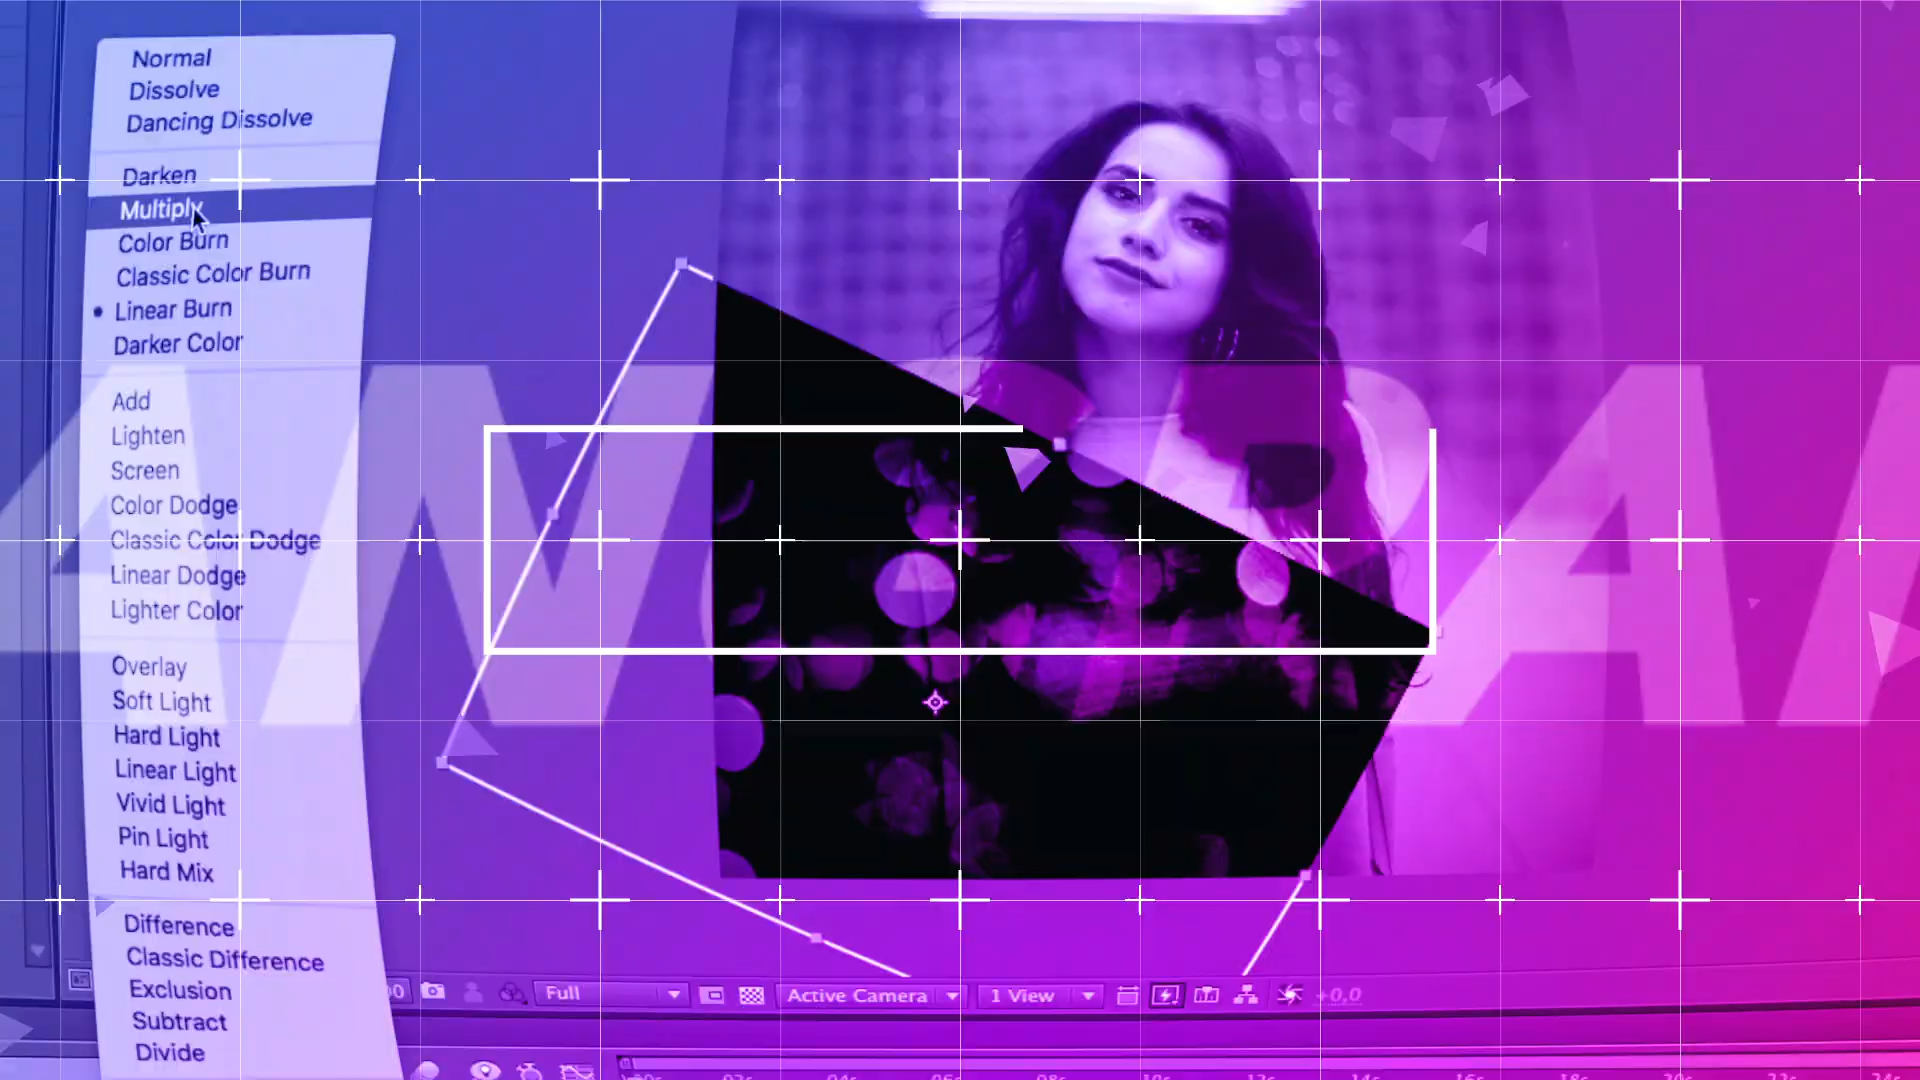 Normal
Dissolve
Dancing Dissolve
Darken
Multiply
Color Burn
Classic Color Burn
Linear Burn
Darker Color
Add
Lighten
Screen
Color Dodge
Classic Color Dodge
Linear Dodge
Lighter Color
Overlay
Soft Light
Hard Light
Linear Light
Vivid Light
Pin Light
Hard Mix
Difference
Classic Difference
Exclusion
Subtract
Divide
Full
Active Camera
1 View
+0,0